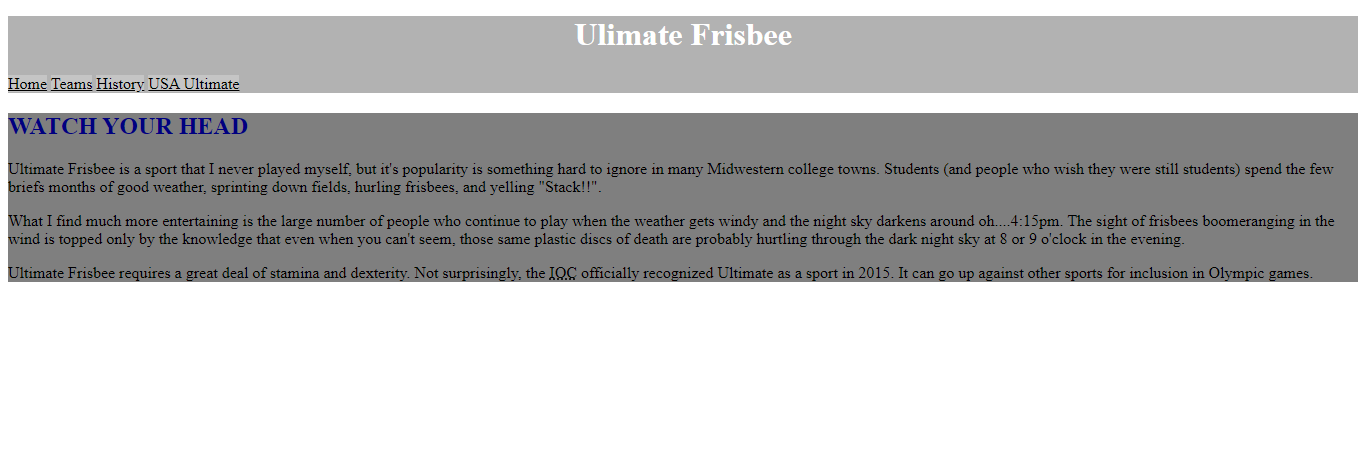 Ulimate Frisbee
Home Teams History USA Ultimate
WATCH YOUR HEAD
Ultimate Frisbee is a sport that I never played myself, but it's popularity is something hard to ignore in many Midwestern college towns. Students (and people who wish they were still students) spend the few
briefs months of good weather, sprinting down fields, hurling frisbees, and yelling "Stack!!".
What I find much more entertaining is the large number of people who continue to play when the weather gets windy and the night sky darkens around oh....4:15pm. The sight of frisbees boomeranging in the
wind is topped only by the knowledge that even when you can't seem, those same plastic discs of death are probably hurtling through the dark night sky at 8 or 9 o'clock in the evening.
Ultimate Frisbee requires a great deal of stamina and dexterity. Not surprisingly, the IOC officially recognized Ultimate as a sport in 2015. It can go up against other sports for inclusion in Olympic games.